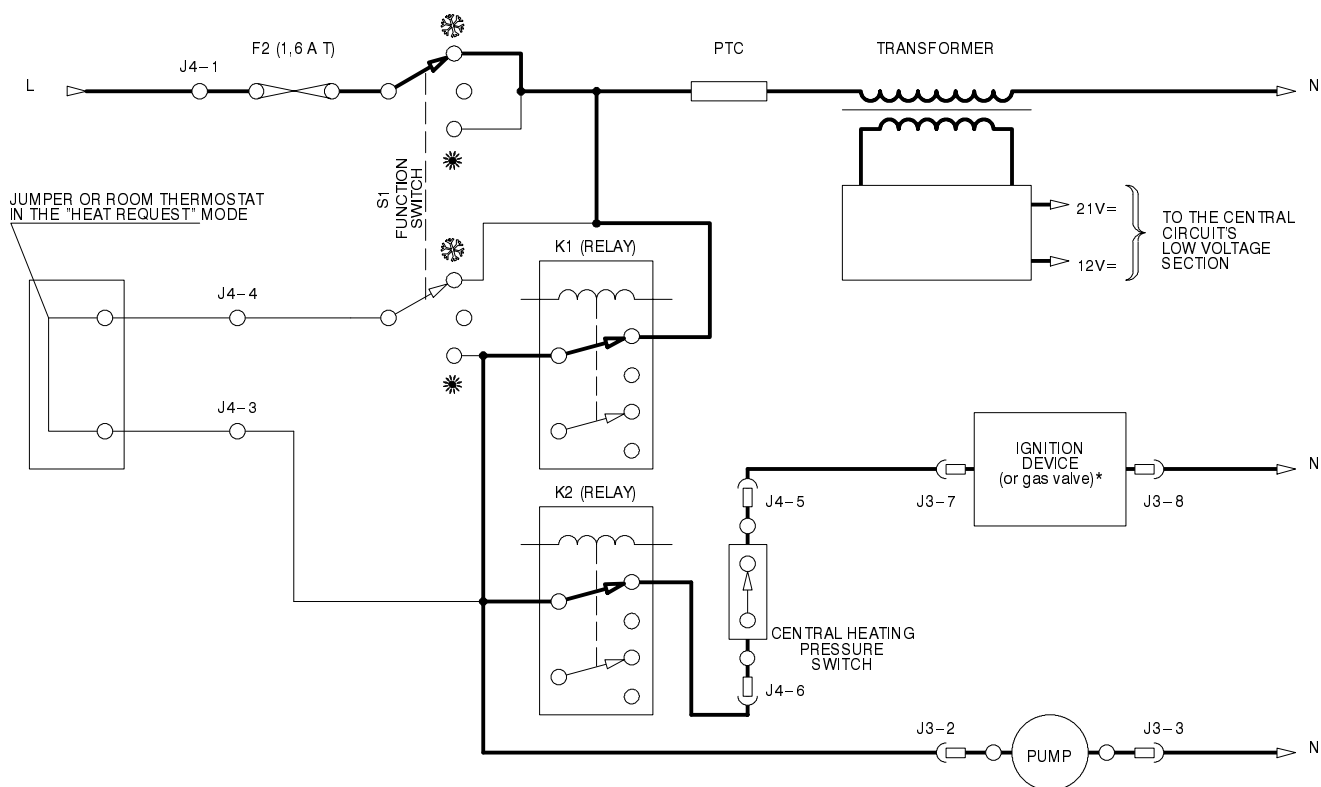 F2 (1,6 A T)
PTC
TRANSFORMER
J4-1
L
N
S1
FUNCTION
SWITCH
JUMPER OR ROOM THERMOSTAT
IN THE "HEAT REQUEST" MODE
21V=
12V=
TO THE CENTRAL
CIRCUIT'S
LOW VOLTAGE
SECTION
K1 (RELAY)
J4-4
J4-3
IGNITION
DEVICE
(or gas valve)*
N
J3-7
J3-8
K2 (RELAY)
J4-5
CENTRAL HEATING
PRESSURE
SWITCH
J4-6
J3-2
J3-3
PUMP
N